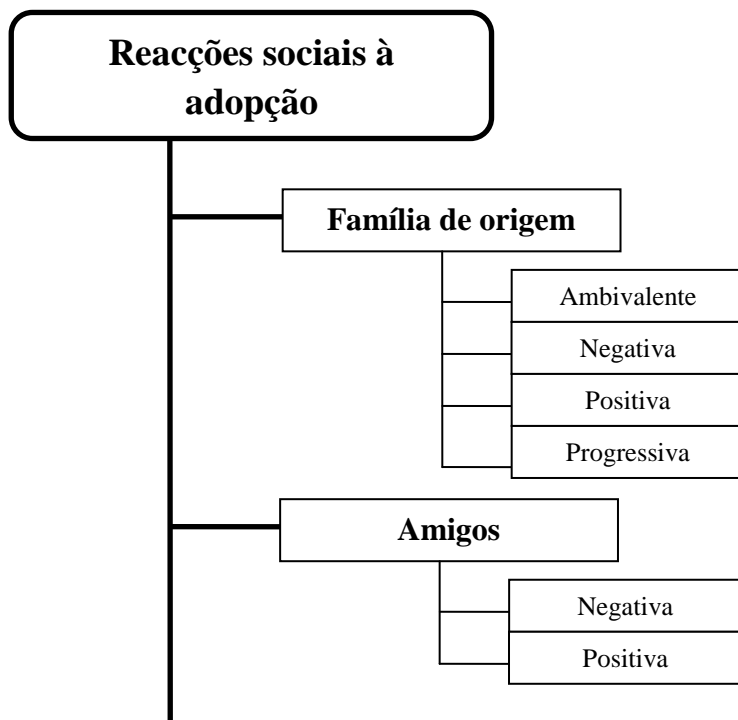 Reacções sociais à
adopção
Família de origem
Ambivalente
Negativa
Positiva
Progressiva
Amigos
Negativa
Positiva